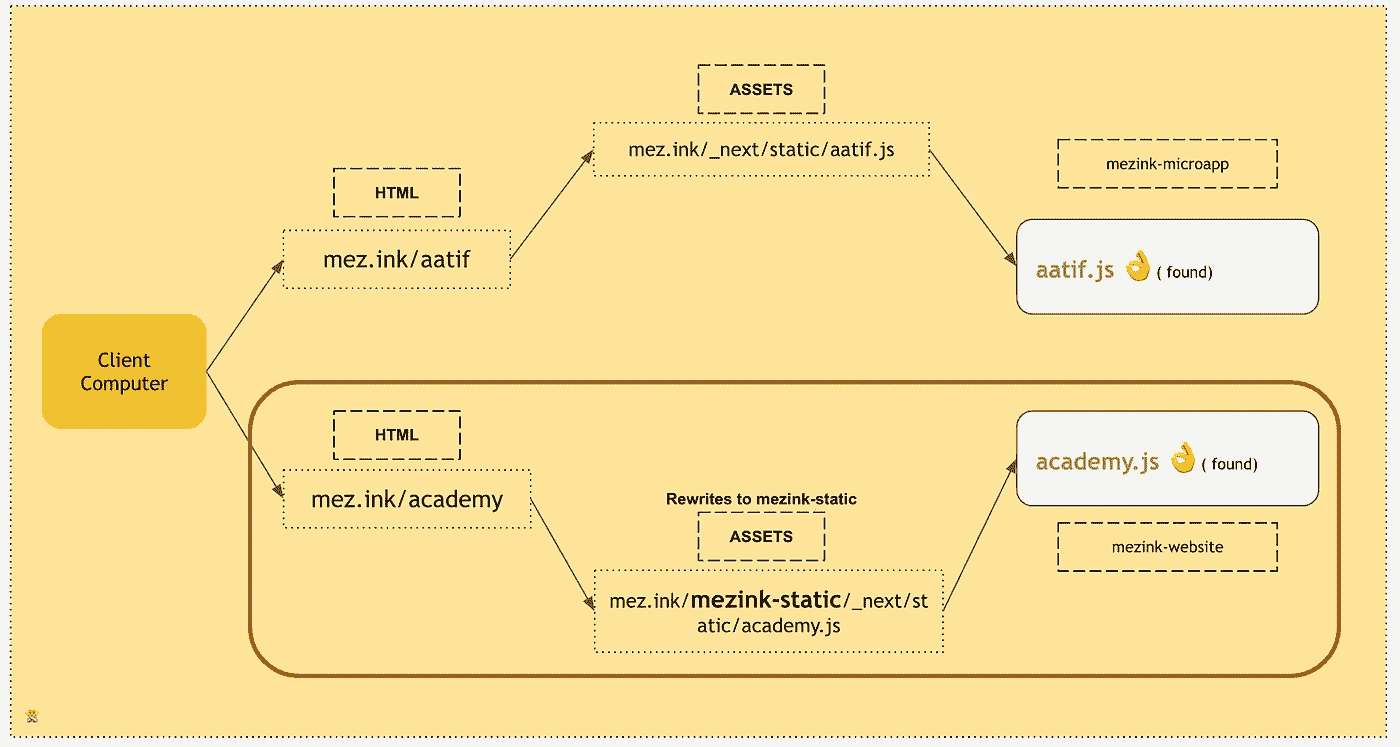 ASSETS
mez.ink/_next/static/aatif.js
mezink-microapp
HTML
mez.ink/aatif
aatif.js 👌 ( found)
Client
Computer
HTML
mez.ink/academy
Rewrites to mezink-static
ASSETS
mez.ink/mezink-static/_next/st
atic/academy.js
academy.js 👌 ( found)
mezink-website